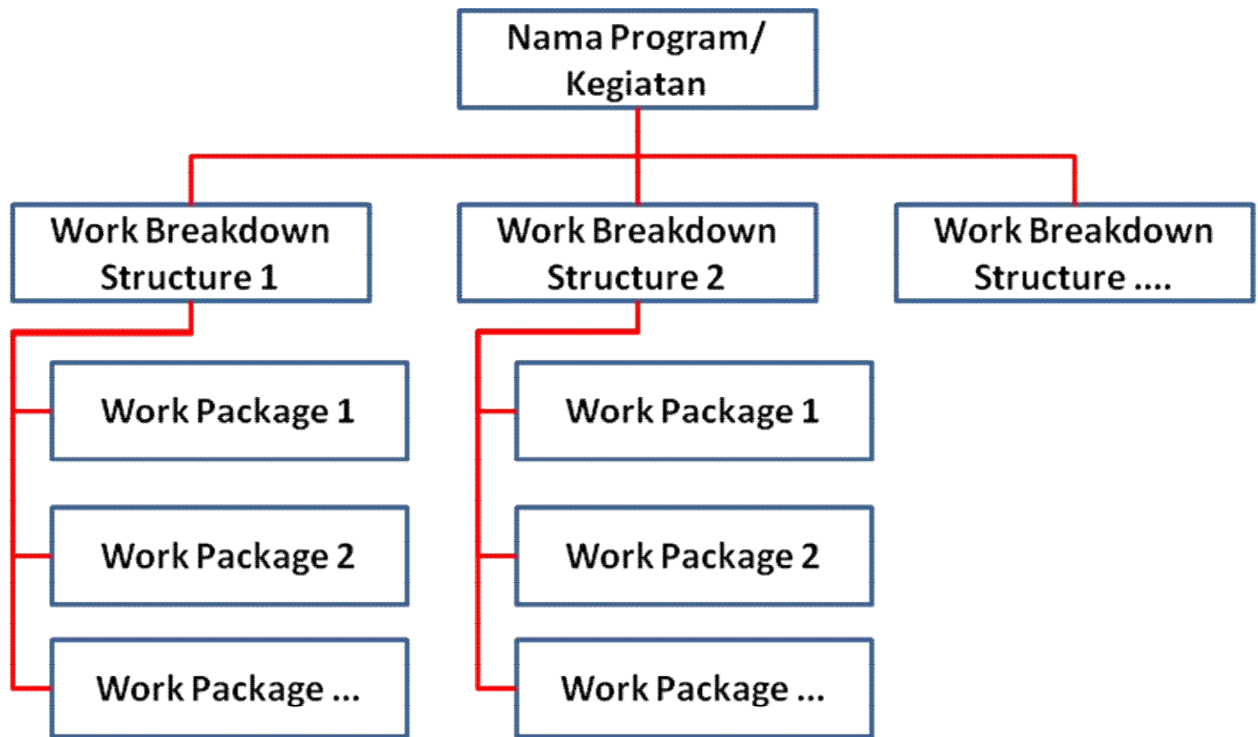 Nama Program/
Kegiatan
Work Breakdown
Structure 1
Work Breakdown
Structure 2
Work Breakdown
Structure ....
Work Package 1
Work Package 2
Work Package ...
Work Package 1
Work Package 2
Work Package ...